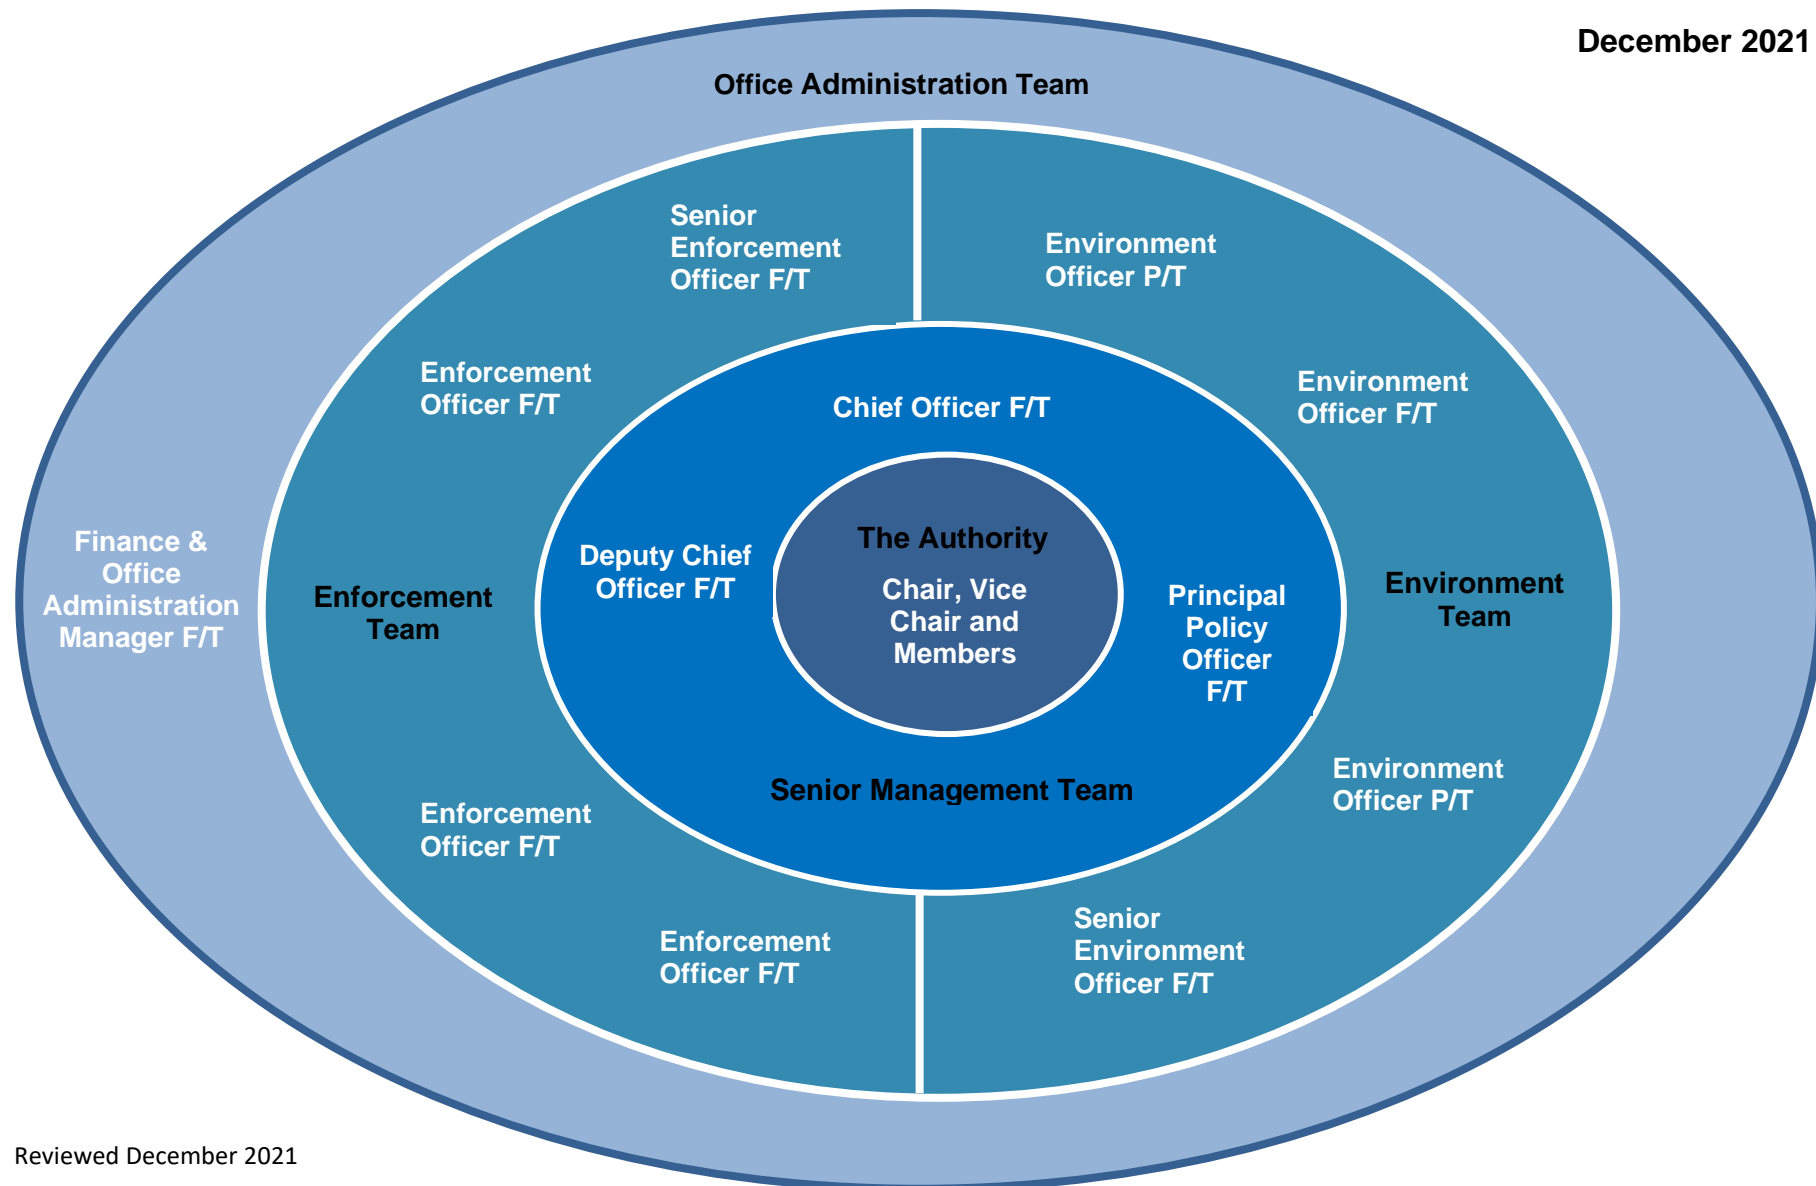 December 2021
Office Administration Team
Senior
Enforcement
Officer F/T
Environment
Officer P/T
Enforcement
Officer F/T
Chief Officer F/T
Environment
Officer F/T
Finance &
Office
Administration
Manager F/T
Enforcement
Team
Deputy Chief
Officer F/T
The Authority
Chair, Vice
Chair and
Members
Principal
Policy
Officer
F/T
Environment
Team
Senior Management Team
Environment
Officer P/T
Enforcement
Officer F/T
Enforcement
Officer F/T
Senior
Environment
Officer F/T
Reviewed December 2021